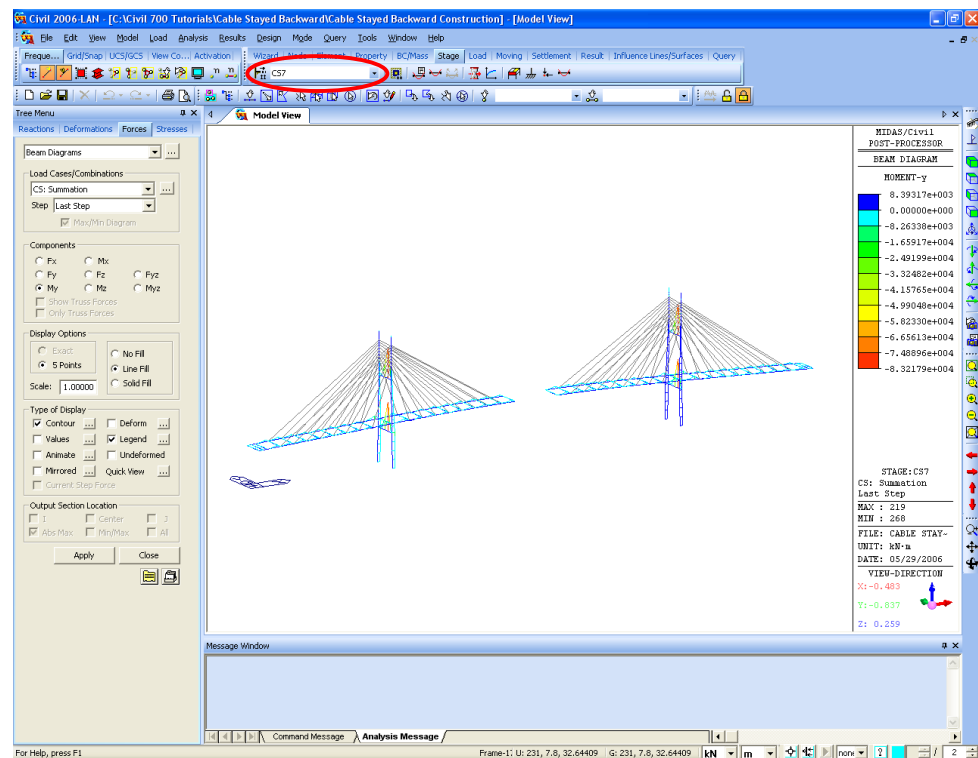 Civil 2006-LAN - [C:\Civil 700 Tutorials\Cable Stayed Backward\Cable Stayed Backward Construction] - [Model View]
File Edit View Model Load Analysis Results Design Mode Query Tools Window Help
Freque... Grid/Snap UCS/GCS View Co... Activation Wizard Node Element Property BC/Mass Stage Load Moving Settlement Result Influence Lines/Surfaces Query
CS7
Tree Menu
Model View
Reactions Deformations Forces Stresses
Beam Diagrams ...
Load Cases/Combinations
CS: Summation ...
Step Last Step
Max/Min Diagram
Components
Fx Mx
Fy Fz Fyz
My Mz Myz
Show Truss Forces
Only Truss Forces
Display Options
Exact
5 Points
No Fill
Line Fill
Solid Fill
Scale: 1.00000
Type of Display
Contour ... Deform ...
Values ... Legend ...
Animate ... Undeformed
Mirrored ... Quick View ...
Current Step Force
Output Section Location
1 Center 3
Abs Max Min/Max All
Apply Close
MIDAS/Civil
POST-PROCESSOR
BEAM DIAGRAM
MOMENT-y
8.39317e+003
0.00000e+000
-8.26338e+003
-1.65917e+004
-2.49199e+004
-3.32482e+004
-4.15765e+004
-4.99048e+004
-5.82330e+004
-6.65613e+004
-7.48896e+004
-8.32179e+004
STAGE:CS7
CS: Summation
Last Step
MAX : 219
MIN : 268
FILE: CABLE STAY~
UNIT: kN·m
DATE: 05/29/2006
VIEW-DIRECTION
X:-0.483
Y:-0.837
Z: 0.259
Message Window
Command Message Analysis Message
For Help, press F1
Frame-17 U: 231, 7.8, 32.64409 G: 231, 7.8, 32.64409 kN m non / 2